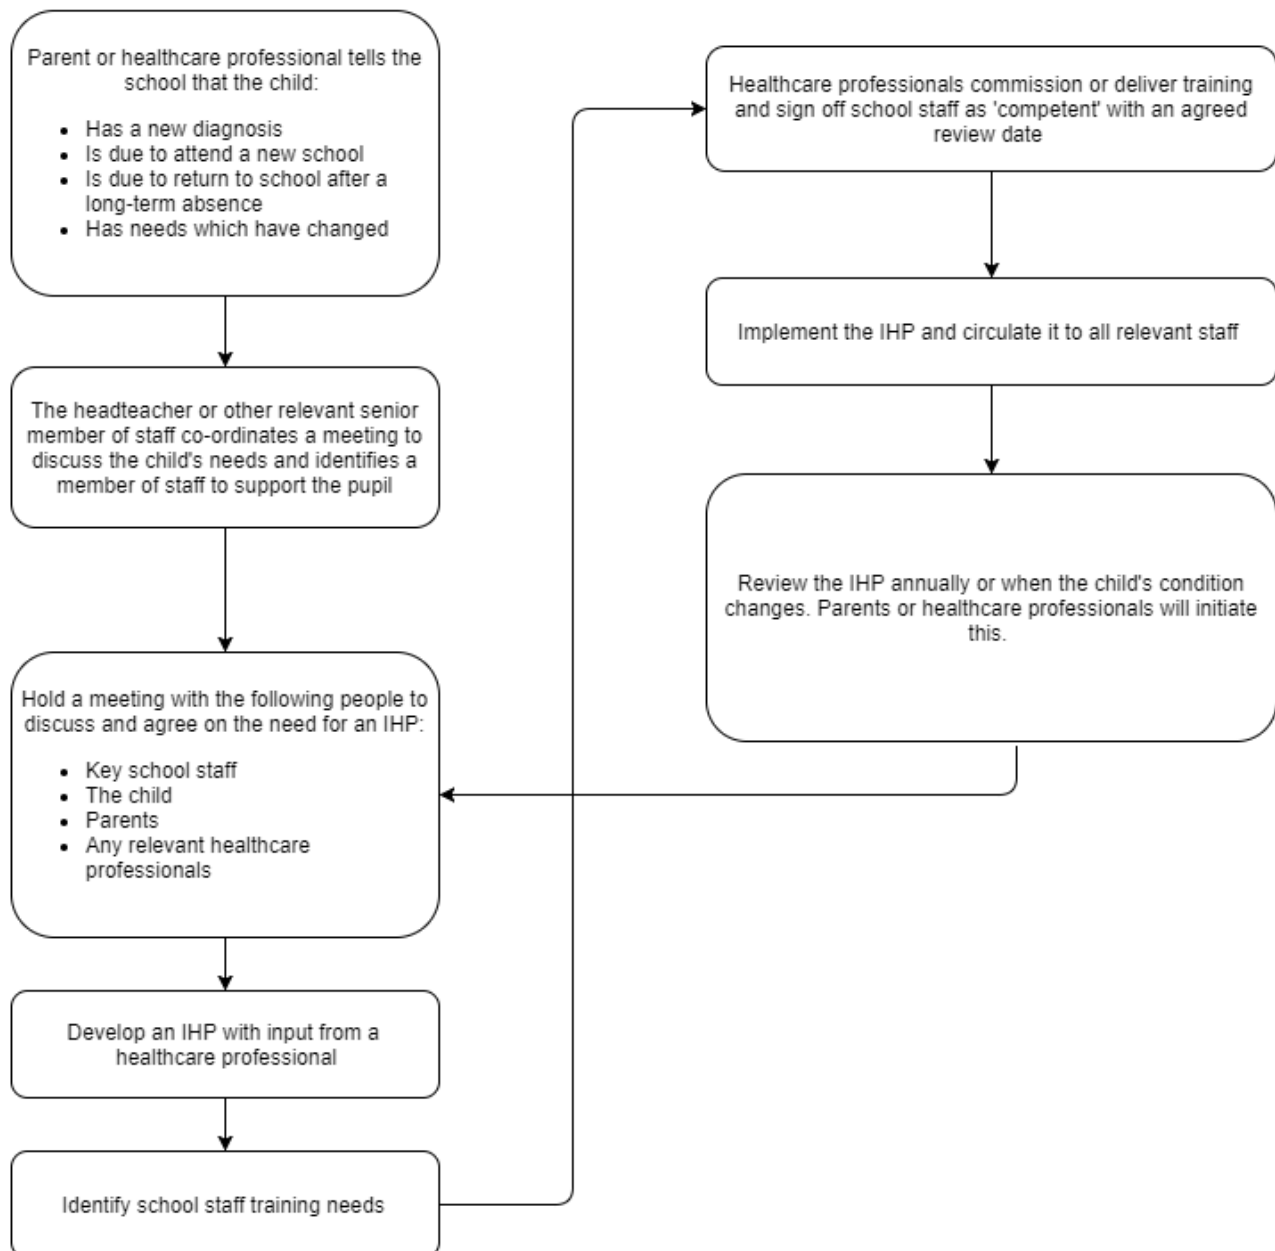 Parent or healthcare professional tells the
school that the child:
• Has a new diagnosis
• Is due to attend a new school
• Is due to return to school after a
long-term absence
• Has needs which have changed
The headteacher or other relevant senior
member of staff co-ordinates a meeting to
discuss the child's needs and identifies a
member of staff to support the pupil
Hold a meeting with the following people to
discuss and agree on the need for an IHP:
• Key school staff
• The child
• Parents
• Any relevant healthcare
professionals
Develop an IHP with input from a
healthcare professional
Identify school staff training needs
Healthcare professionals commission or deliver training
and sign off school staff as 'competent' with an agreed
review date
Implement the IHP and circulate it to all relevant staff
Review the IHP annually or when the child's condition
changes. Parents or healthcare professionals will initiate
this.